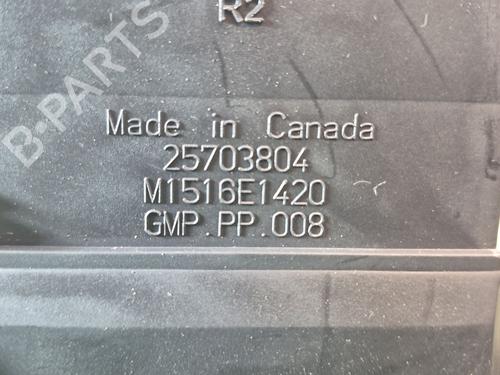 R2
B-PARTS
Made in Canada
25703804
M1516E1420
GMP.PP.008